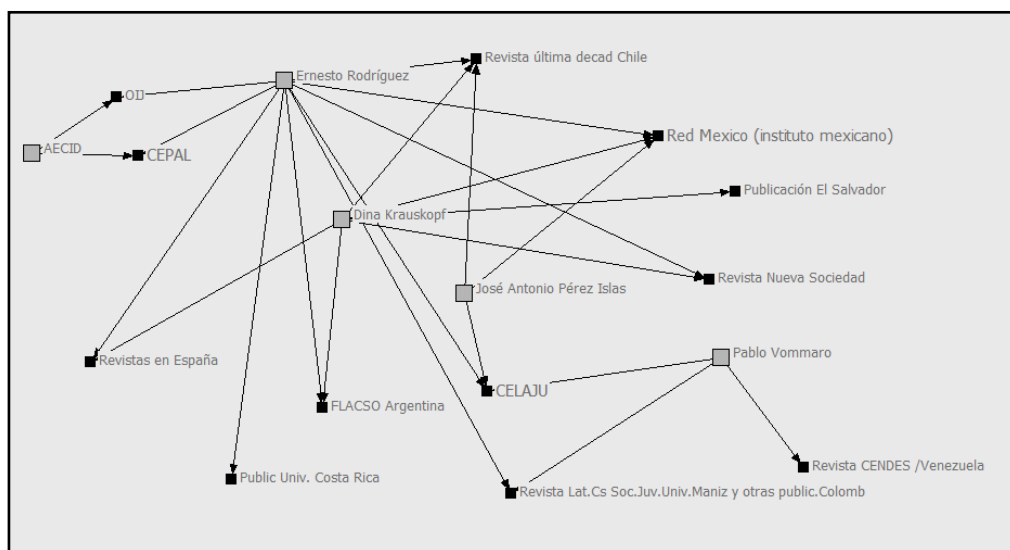 Revista última decad Chile
Ernesto Rodríguez
OIJ
Red Mexico (instituto mexicano)
AECID
CEPAL
Publicación El Salvador
Dina Krauskopf
Revista Nueva Sociedad
José Antonio Pérez Islas
Pablo Vommaro
Revistas en España
CELAJU
FLACSO Argentina
Revista CENDES /Venezuela
Public Univ. Costa Rica
Revista Lat.Cs Soc.Juv.Univ.Maniz y otras public.Colomb